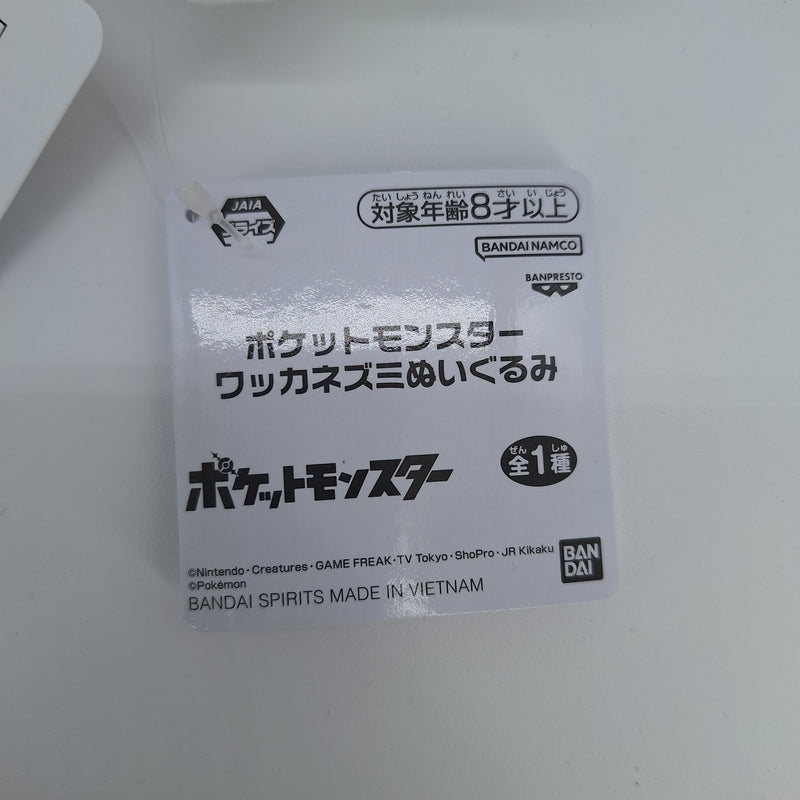 JAIA
プライズ
たいしょうねんれい さい いじょう
対象年齢8才以上
BANDAI NAMCO
BANPRESTO
ポケットモンスター
ワッカネズミぬいぐるみ
ポケットモンスター
ぜん しゅ
全1種
©Nintendo・Creatures・GAME FREAK・TV Tokyo・ShoPro・JR Kikaku
©Pokémon
BANDAI SPIRITS MADE IN VIETNAM
BAN
DAI